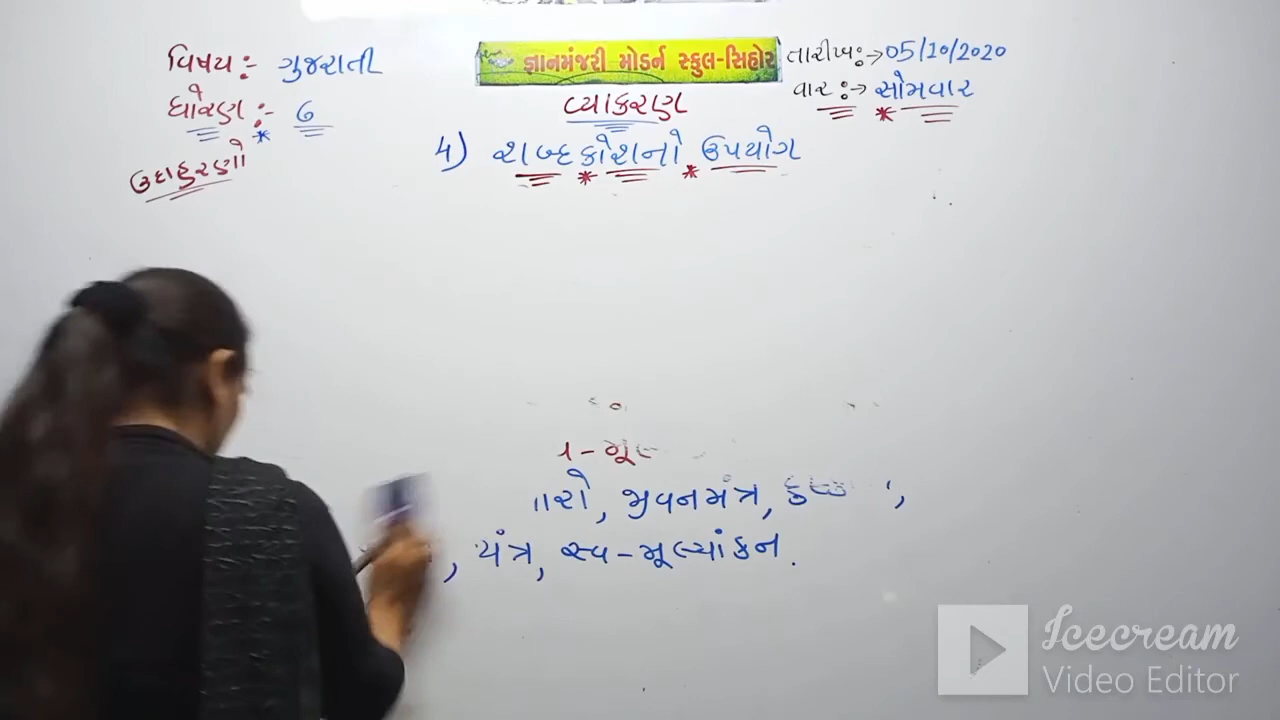 વિષય:- ગુજરાતી
જ્ઞાનમંજરી મોડર્ન સ્કુલ-સિહોર
તારીખ:→05/10/2020
ધોરણ:- ૭
વ્યાકરણ
વાર:→ સોમવાર
ઉદાહરણો
4) શબ્દકોશનો ઉપયોગ
જીવનમંત્ર,
યંત્ર, સ્વ-મૂલ્યાંકન.
Icecream
Video Editor